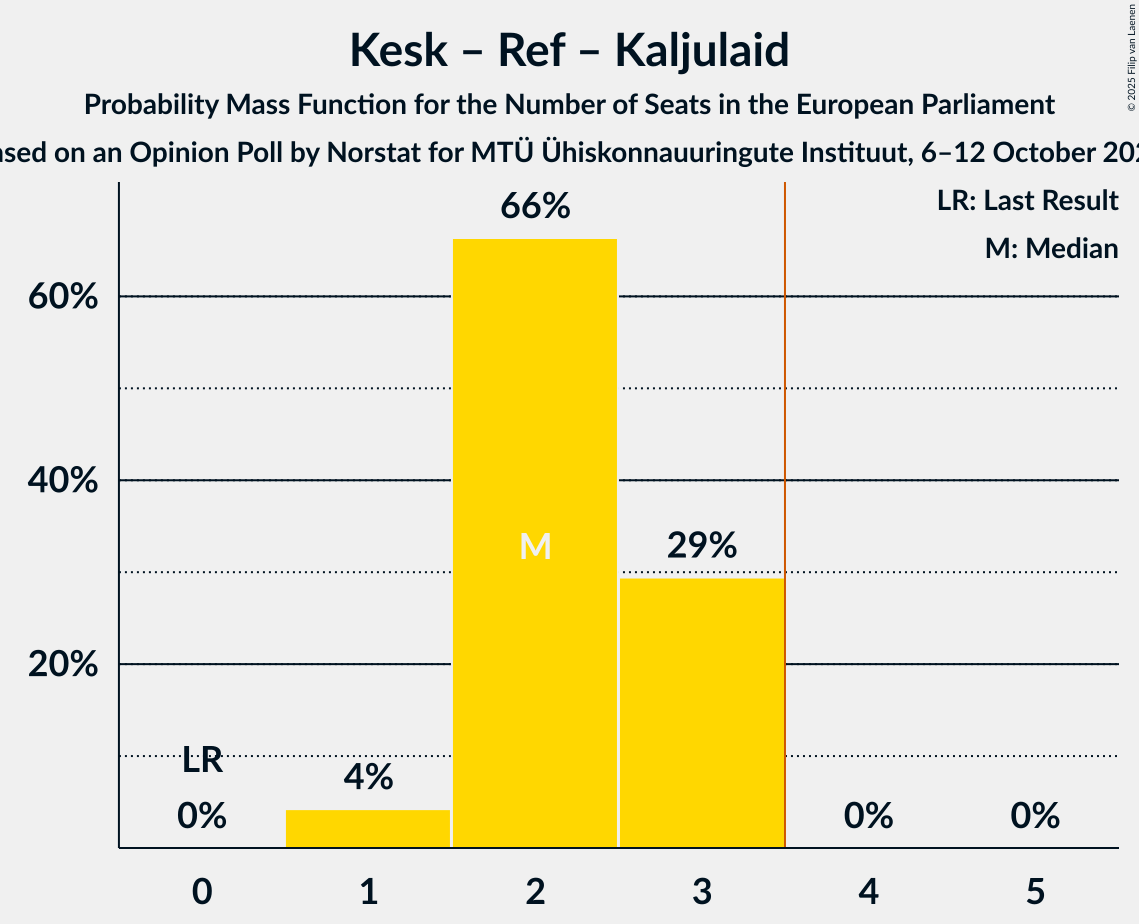 Kesk – Ref – Kaljulaid
Probability Mass Function for the Number of Seats in the European Parliament
on an Opinion Poll by Norstat for MTÜ Ühiskonnauuringute Instituut, 6–12 October
© 2025 Filip van Laenen
LR: Last Result
M: Median
66%
60%
40%
M
29%
20%
LR
4%
0%
0%
0%
0
1
2
3
4
5